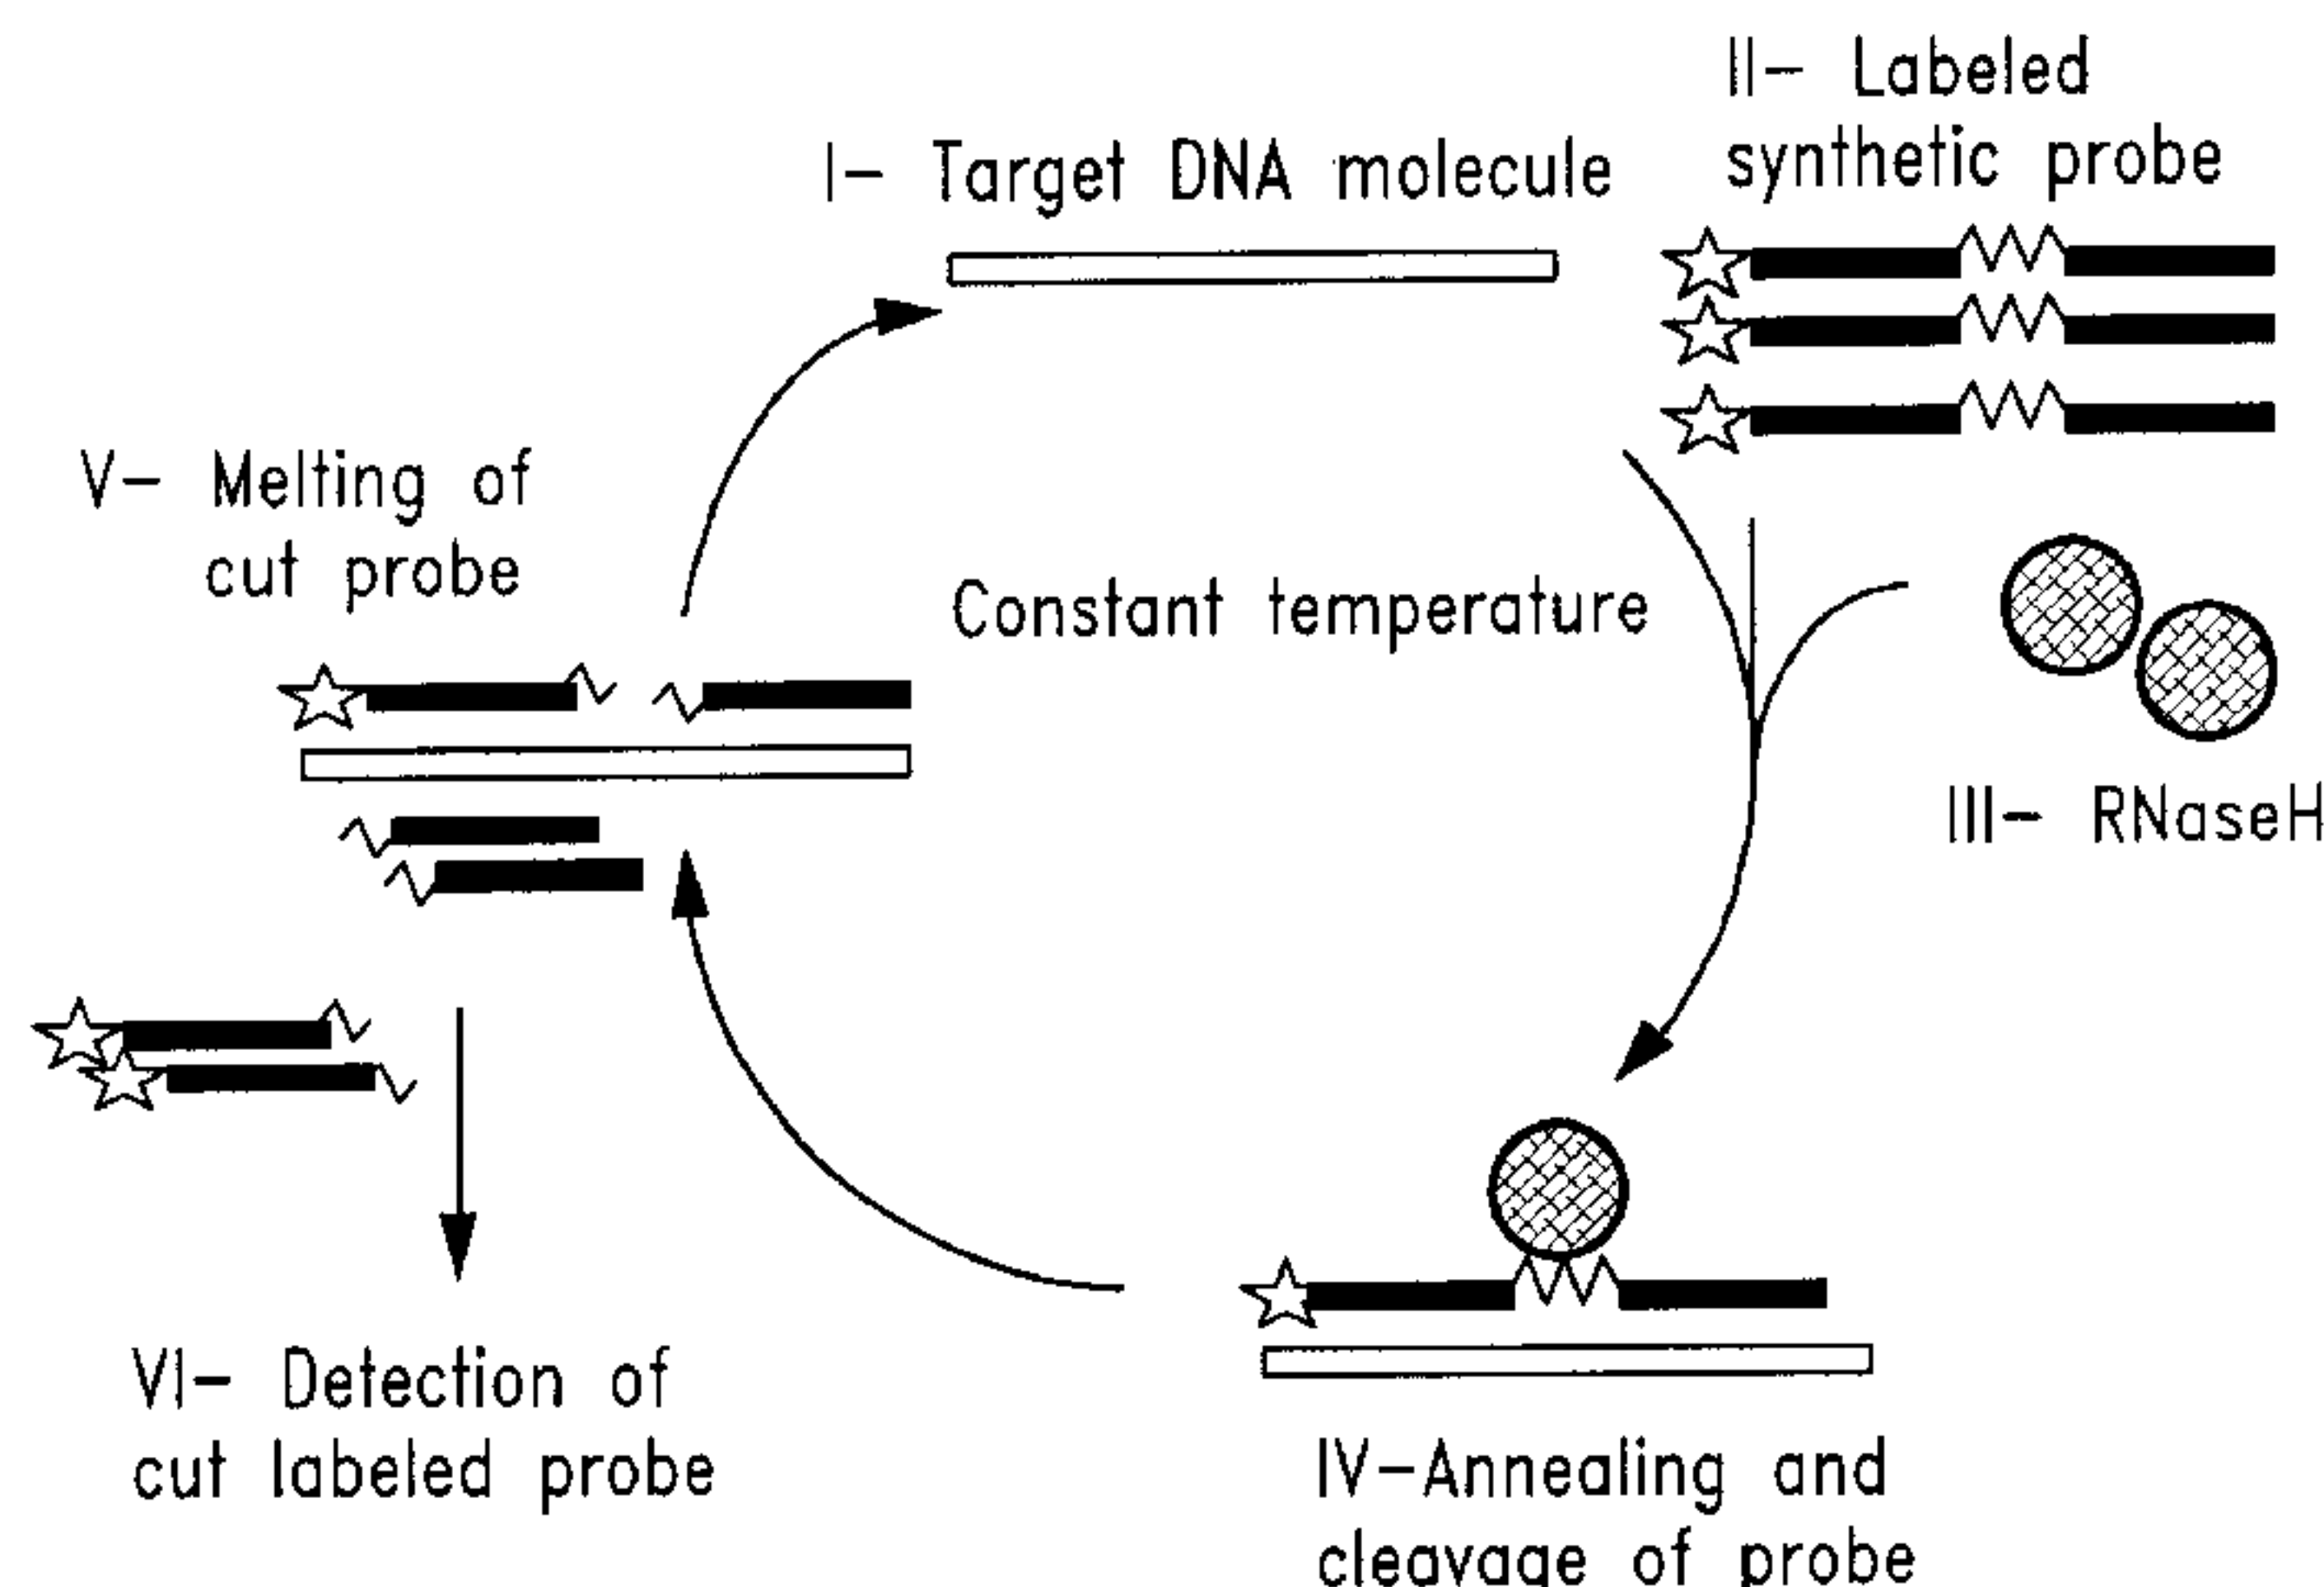 II- Labeled
synthetic probe
I- Target DNA molecule
V- Melting of
cut probe
Constant temperature
III- RNaseH
VI- Detection of
cut labeled probe
IV-Annealing and
cleavage of probe